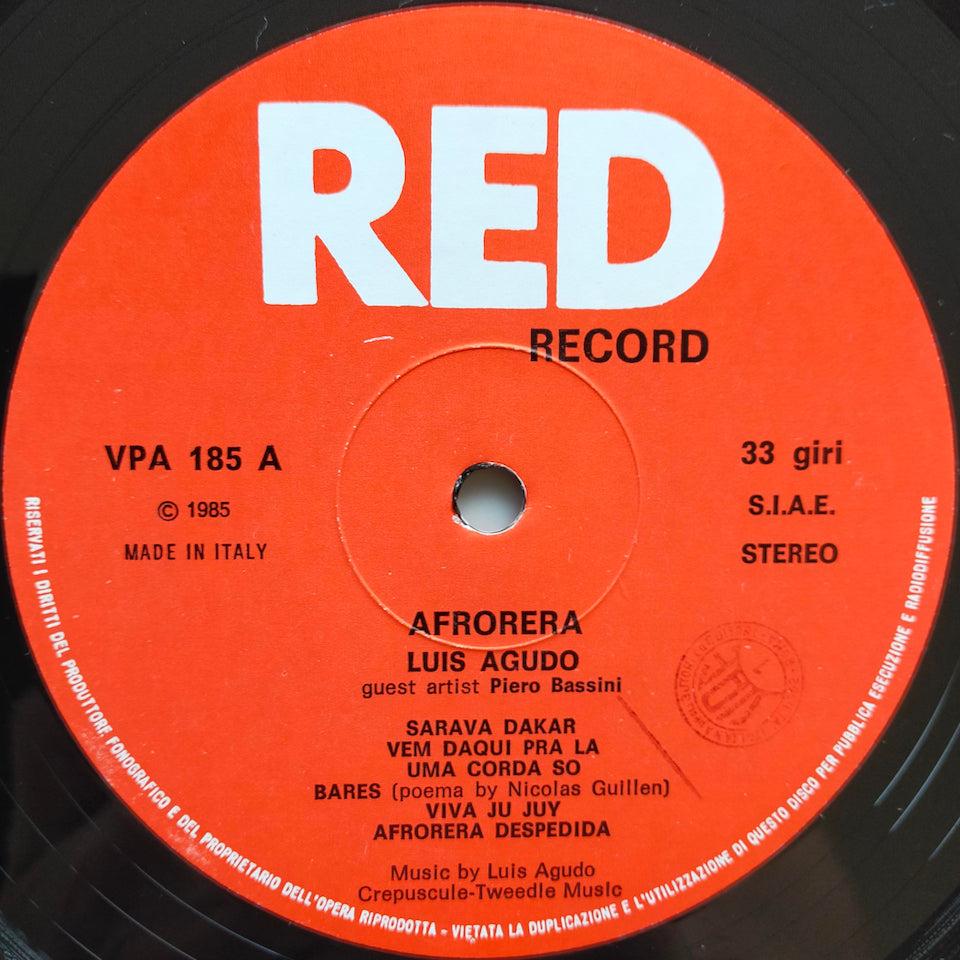 RED
RECORD
VPA 185 A
© 1985
MADE IN ITALY
33 giri
S.I.A.E.
STEREO
AFRORERA
LUIS AGUDO
guest artist Piero Bassini
SARAVA DAKAR
VEM DAQUI PRA LA
UMA CORDA SO
BARES (poema by Nicolas Guillen)
VIVA JU JUY
AFRORERA DESPEDIDA
Music by Luis Agudo
Crepuscule-Tweedle Music
RISERVATI I DIRITTI DEL PRODUTTORE FONOGRAFICO E DEL PROPRIETARIO DELL'OPERA RIPRODOTTA - VIETATA LA DUPLICAZIONE E L'UTILIZZAZIONE DI QUESTO DISCO PER PUBBLICA ESECUZIONE E RADIODIFFUSIONE